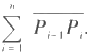 n
∑ \overline{P_{i-1} P_i}.
i = 1